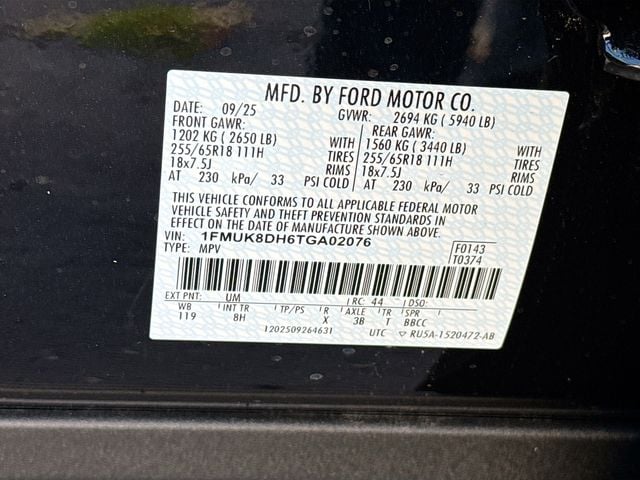 MFD. BY FORD MOTOR CO.
DATE: 09/25 GVWR: 2694 KG ( 5940 LB)
FRONT GAWR: REAR GAWR:
1202 KG ( 2650 LB) WITH 1560 KG ( 3440 LB) WITH
255/65R18 111H TIRES 255/65R18 111H TIRES
18x7.5J RIMS 18x7.5J RIMS
AT 230 kPa/ 33 PSI COLD AT 230 kPa/ 33 PSI COLD
THIS VEHICLE CONFORMS TO ALL APPLICABLE FEDERAL MOTOR
VEHICLE SAFETY AND THEFT PREVENTION STANDARDS IN
EFFECT ON THE DATE OF MANUFACTURE SHOWN ABOVE.
VIN: 1FMUK8DH6TGA02076 F0143
TYPE: MPV T0374
EXT PNT: UM RC: 44 DSO:
WB INT TR TP/PS R AXLE TR SPR
119 8H X 3B T BBCC
1202509264631 UTC RU5A-1520472-AB